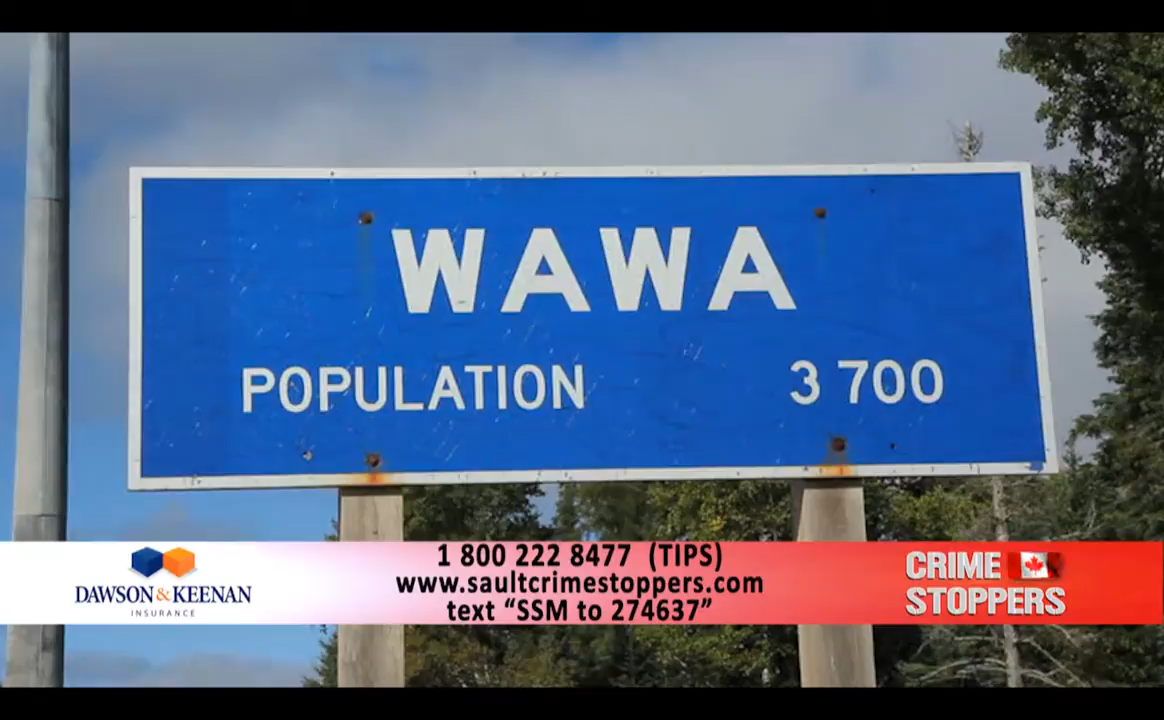 WAWA
POPULATION 3 700
DAWSON & KEENAN
INSURANCE
1 800 222 8477 (TIPS)
www.saultcrimestoppers.com
text “SSM to 274637”
CRIME
STOPPERS